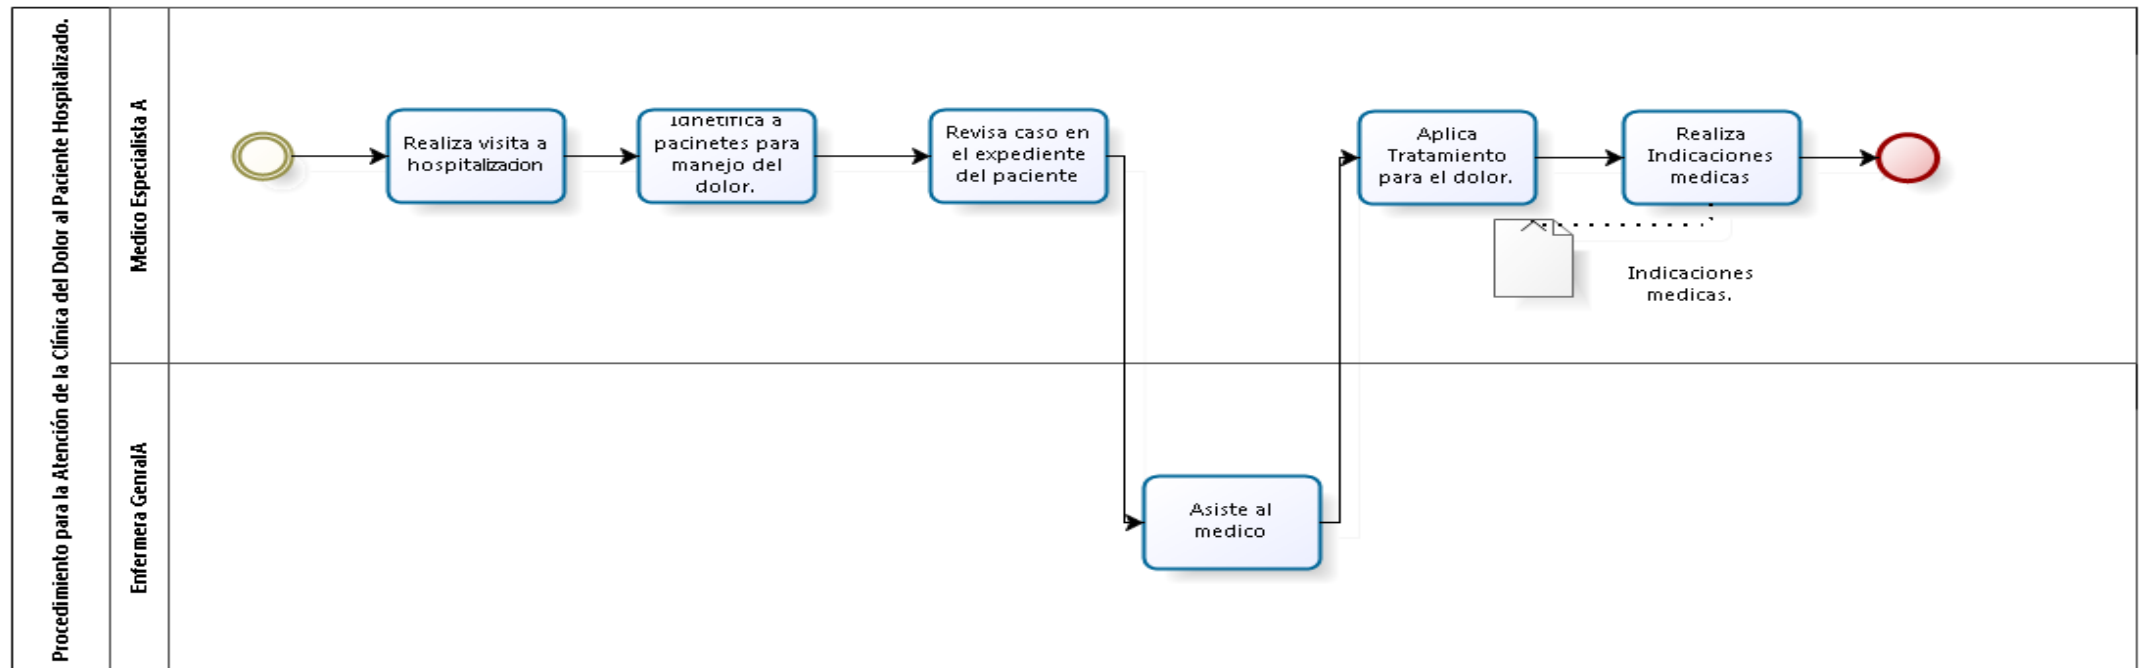 Procedimiento para la Atención de la Clínica del Dolor al Paciente Hospitalizado.
Medico Especialista A
Realiza visita a
hospitalizacion
Idnetifica a
pacinetes para
manejo del
dolor.
Revisa caso en
el expediente
del paciente
Aplica
Tratamiento
para el dolor.
Realiza
Indicaciones
medicas
Indicaciones
medicas.
Enfermera GenralA
Asiste al
medico